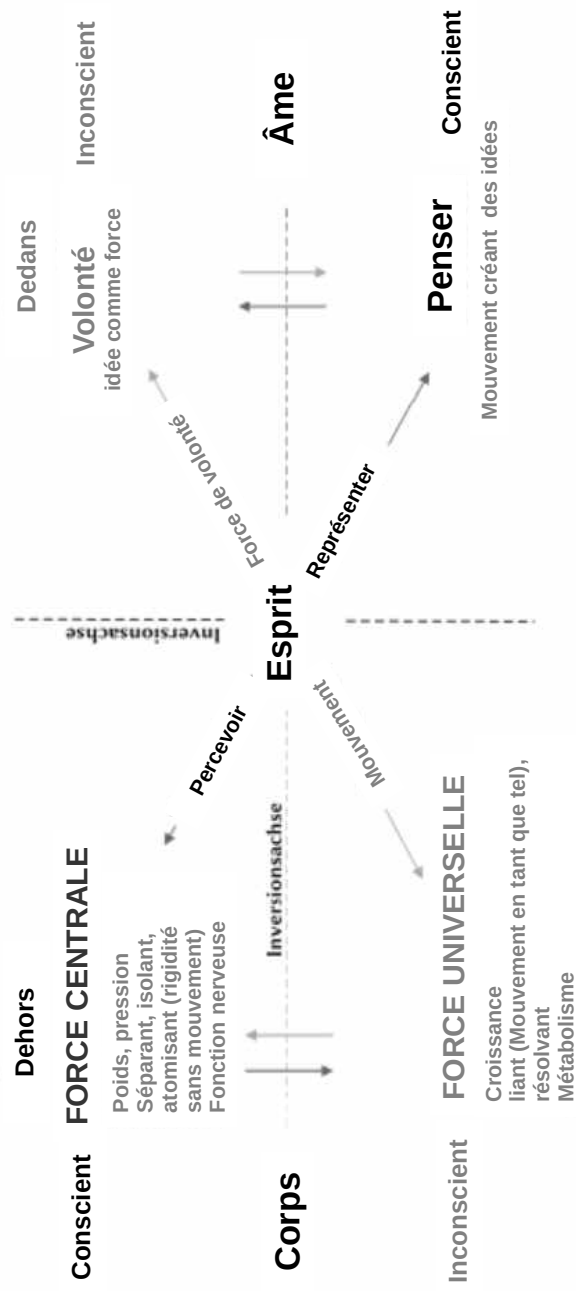 Dehors
Dedans
Conscient
FORCE CENTRALE
Volonté
Inconscient
idée comme force
Poids, pression
Séparant, isolant,
atomisant (rigidité
sans mouvement)
Fonction nerveuse
Percevoir
Inversionsachse
Force de volonté
Corps
Inversionsachse
Esprit
Âme
Mouvement
Représenter
Inconscient
FORCE UNIVERSELLE
Penser
Conscient
Croissance
liant (Mouvement en tant que tel),
résolvant
Métabolisme
Mouvement créant des idées